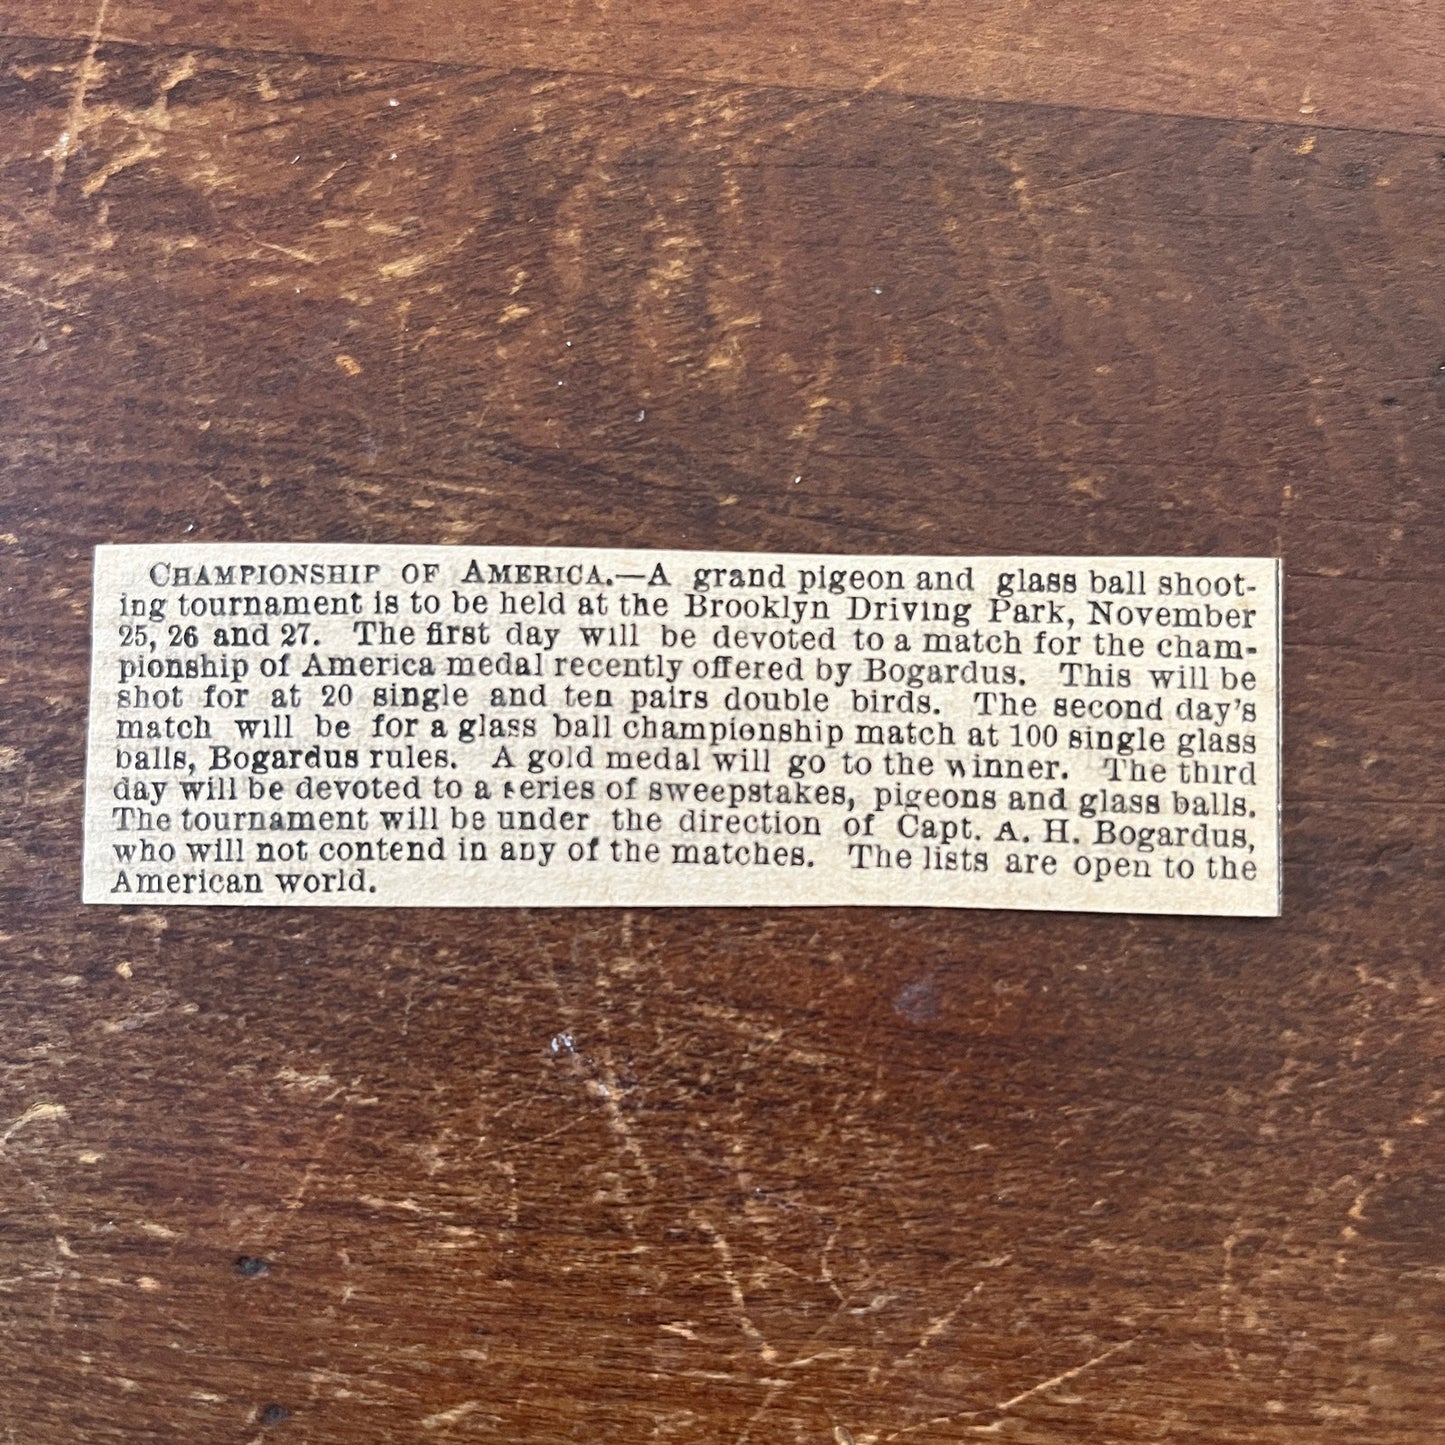 CHAMPIONSHIP OF AMERICA.—A grand pigeon and glass ball shoot-
ing tournament is to be held at the Brooklyn Driving Park, November
25, 26 and 27. The first day will be devoted to a match for the cham-
pionship of America medal recently offered by Bogardus. This will be
shot for at 20 single and ten pairs double birds. The second day's
match will be for a glass ball championship match at 100 single glass
balls, Bogardus rules. A gold medal will go to the winner. The third
day will be devoted to a series of sweepstakes, pigeons and glass balls.
The tournament will be under the direction of Capt. A. H. Bogardus,
who will not contend in any of the matches. The lists are open to the
American world.